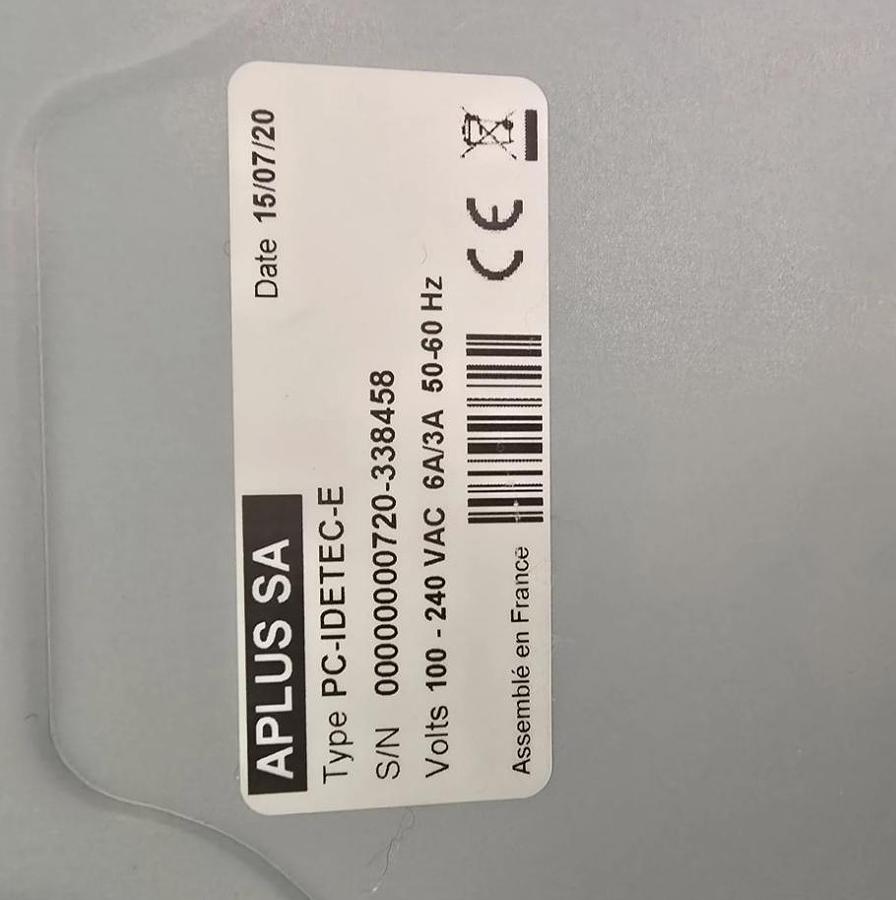 APLUS SA
Date 15/07/20
Type PC-IDETEC-E
S/N 0000000720-338458
Volts 100 - 240 VAC 6A/3A 50-60 Hz
Assemblé en France
CE